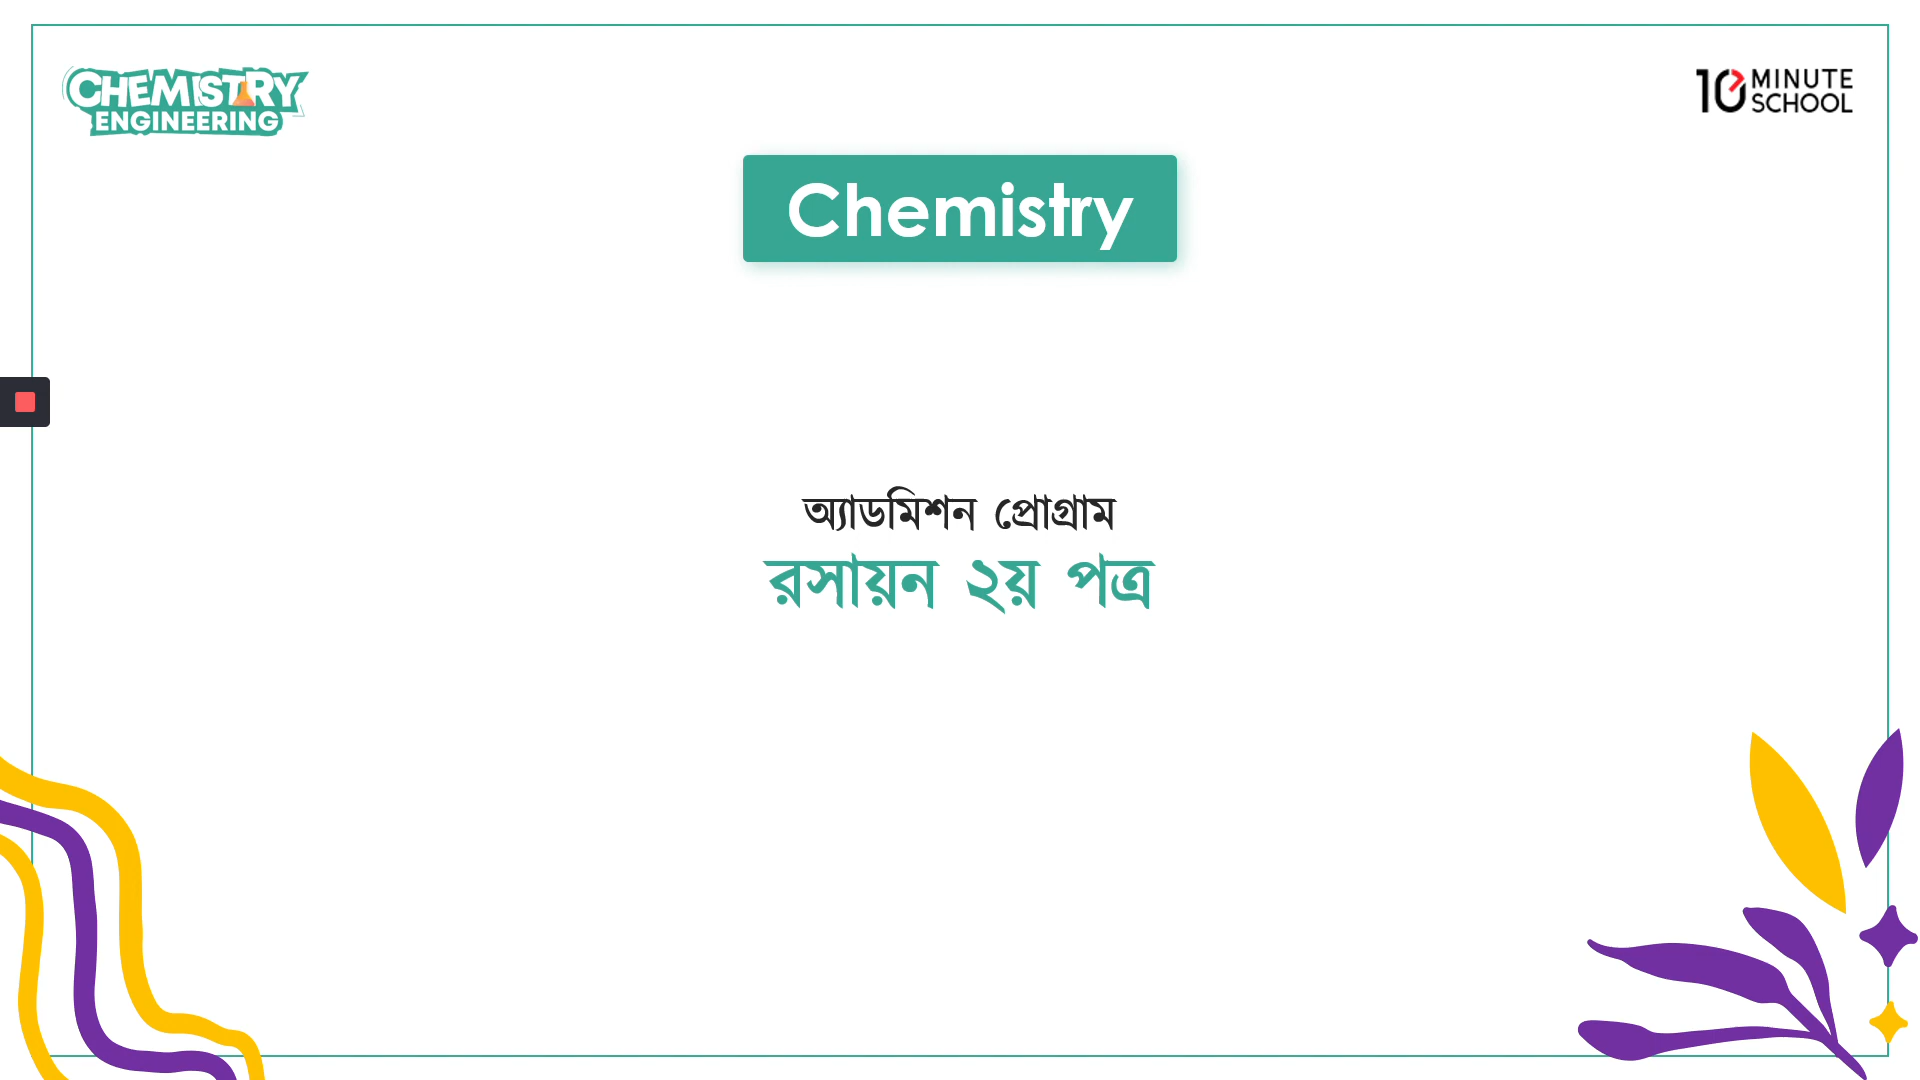 CHEMISTRY
ENGINEERING
10 MINUTE
SCHOOL
Chemistry
অ্যাডমিশন প্রোগ্রাম
রসায়ন ২য় পত্র